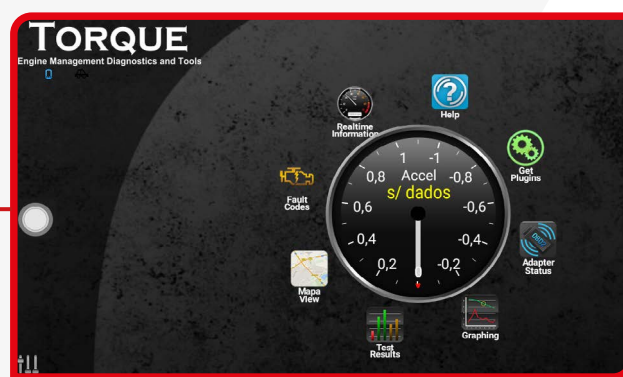 TORQUE
Engine Management Diagnostics and Tools
Help
Realtime
Information
Get
Plugins
1 -1
0,8 Accel -0,8
s/ dados
Fault
Codes
0,6 -0,6
0,4 -0,4
0,2 -0,2
Adapter
Status
Mapa
View
Graphing
Test
Results